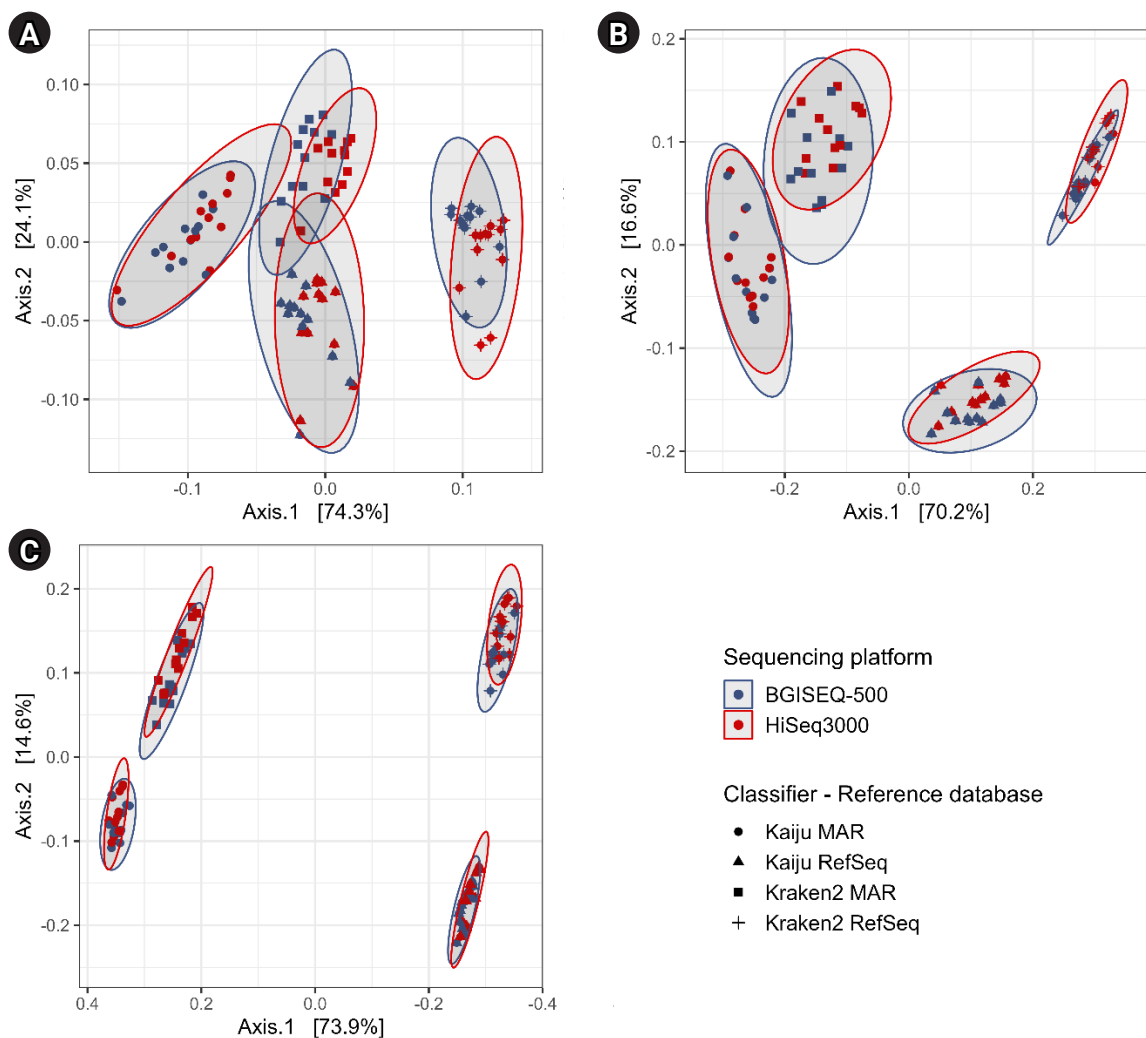 A
0.10
0.05
0.00
-0.05
-0.10
Axis.2 [24.1%]
-0.1
0.0
0.1
Axis.1 [74.3%]
B
0.2
0.1
0.0
-0.1
-0.2
Axis.2 [16.6%]
-0.2
0.0
0.2
Axis.1 [70.2%]
C
0.2
0.1
0.0
-0.1
-0.2
Axis.2 [14.6%]
0.4
0.2
0.0
-0.2
-0.4
Axis.1 [73.9%]
Sequencing platform
BGISEQ-500
HiSeq3000
Classifier - Reference database
Kaiju MAR
Kaiju RefSeq
Kraken2 MAR
Kraken2 RefSeq